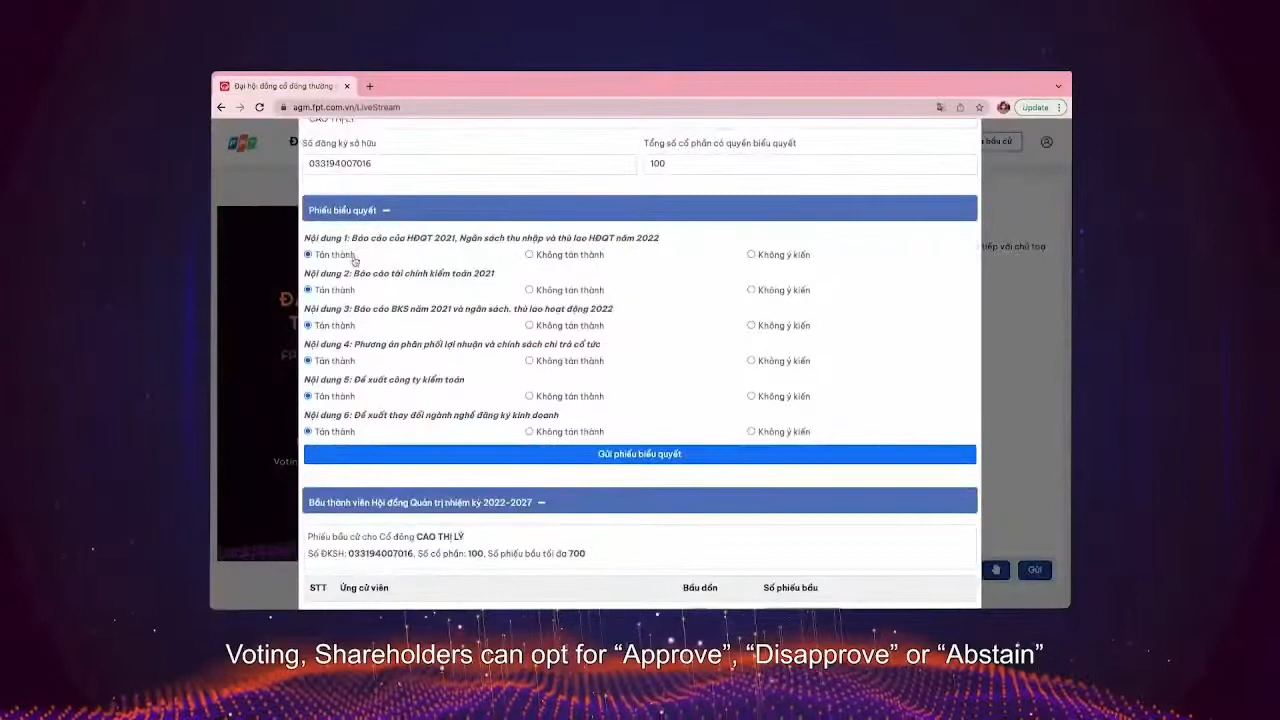 Đại hội đồng cổ đông thường
agm.fpt.com.vn/LiveStream
Update
FPT
Đ
CAO THỊ LÝ
u bầu cử
Số đăng ký sở hữu
Tổng số cổ phần có quyền biểu quyết
033194007016
100
Phiếu biểu quyết
Nội dung 1: Báo cáo của HĐQT 2021, Ngân sách thu nhập và thù lao HĐQT năm 2022
tiếp với chủ toạ
Tán thành
Không tán thành
Không ý kiến
Nội dung 2: Báo cáo tài chính kiểm toán 2021
Tán thành
Không tán thành
Không ý kiến
Nội dung 3: Báo cáo BKS năm 2021 và ngân sách. thù lao hoạt động 2022
Tán thành
Không tán thành
Không ý kiến
Nội dung 4: Phương án phân phối lợi nhuận và chính sách chi trả cổ tức
Tán thành
Không tán thành
Không ý kiến
Nội dung 5: Đề xuất công ty kiểm toán
Tán thành
Không tán thành
Không ý kiến
Nội dung 6: Đề xuất thay đổi ngành nghề đăng ký kinh doanh
Tán thành
Không tán thành
Không ý kiến
Gửi phiếu biểu quyết
Votin
Bầu thành viên Hội đồng Quản trị nhiệm kỳ 2022-2027
Phiếu bầu cử cho Cổ đông CAO THỊ LÝ
Số ĐKSH: 033194007016, Số cổ phần: 100, Số phiếu bầu tối đa 700
Gửi
STT Ứng cử viên Bầu dồn Số phiếu bầu
Voting, Shareholders can opt for “Approve”, “Disapprove” or “Abstain”